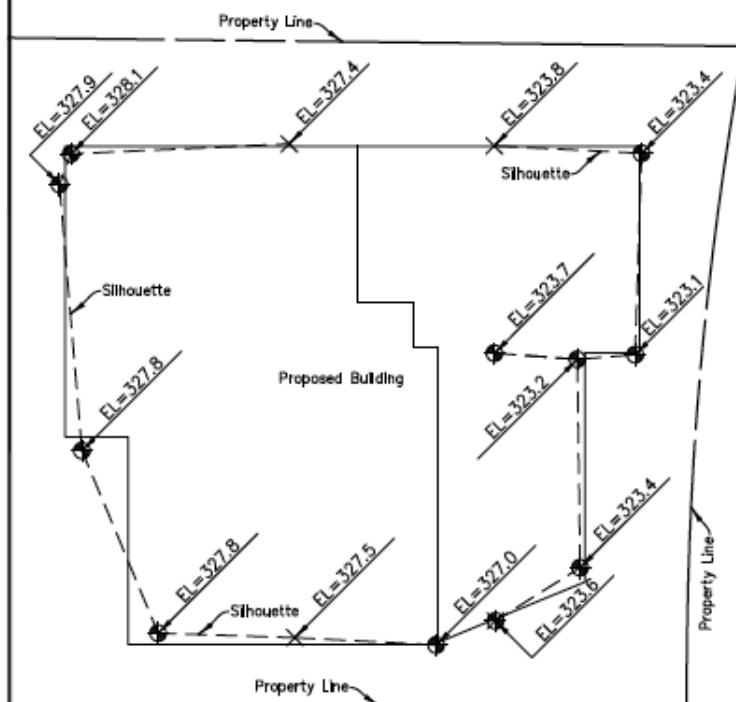 Property Line
EL=327.9
EL=328.1
EL=327.4
EL=323.8
EL=323.4
Silhouette
Silhouette
EL=323.7
EL=323.1
Proposed Building
EL=327.8
EL=323.2
EL=323.4
EL=327.8
EL=327.5
EL=327.0
Silhouette
EL=323.6
Property Line
Property Line